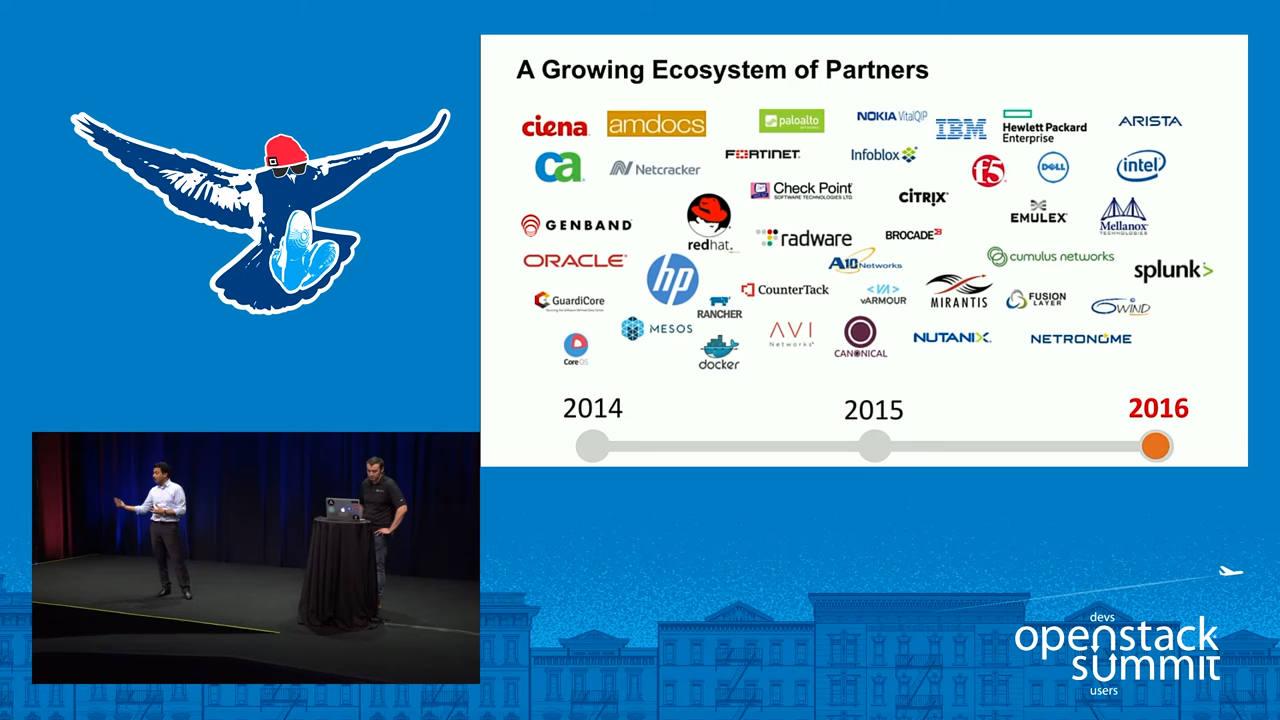 A Growing Ecosystem of Partners
ciena
amdocs
paloalto
NOKIA VitalQIP
IBM
Hewlett Packard
Enterprise
ARISTA
ca
Netcracker
FORTINET
Infoblox
f5
DELL
intel
Check Point
SOFTWARE TECHNOLOGIES LTD.
CITRIX
EMULEX
Mellanox
TECHNOLOGIES
GENBAND
redhat.
radware
BROCADE
cumulus networks
ORACLE
hp
A10 Networks
splunk>
GuardiCore
CounterTack
vARMOUR
MIRANTIS
FUSION
LAYER
6WIND
RANCHER
MESOS
AVI
Networks
CANONICAL
NUTANIX
NETRONOME
CoreOS
docker
2014
2015
2016
devs
openstack
summit
users